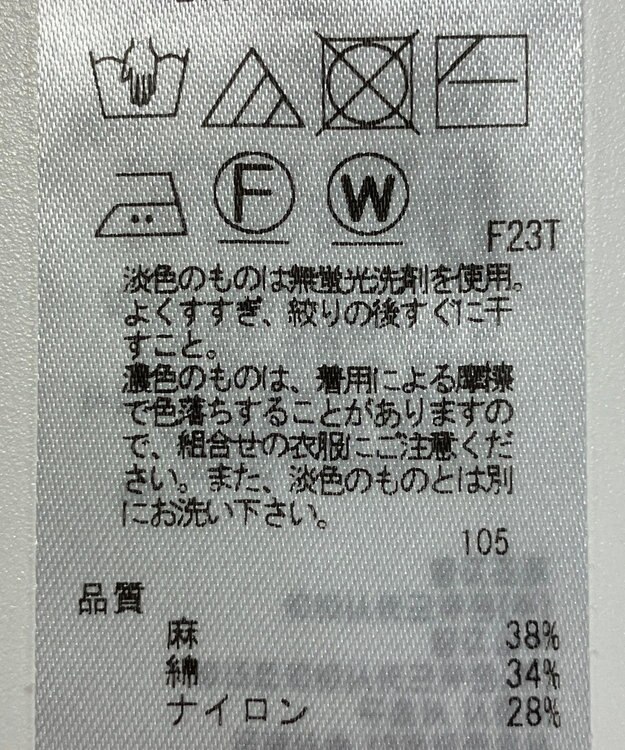 F
W
F23T
淡色のものは無蛍光洗剤を使用。
よくすすぎ、絞りの後すぐに干
すこと。
濃色のものは、着用による摩擦
で色落ちすることがありますの
で、組合せの衣服にご注意くだ
さい。また、淡色のものとは別
にお洗い下さい。
105
品質
麻 38%
綿 34%
ナイロン 28%